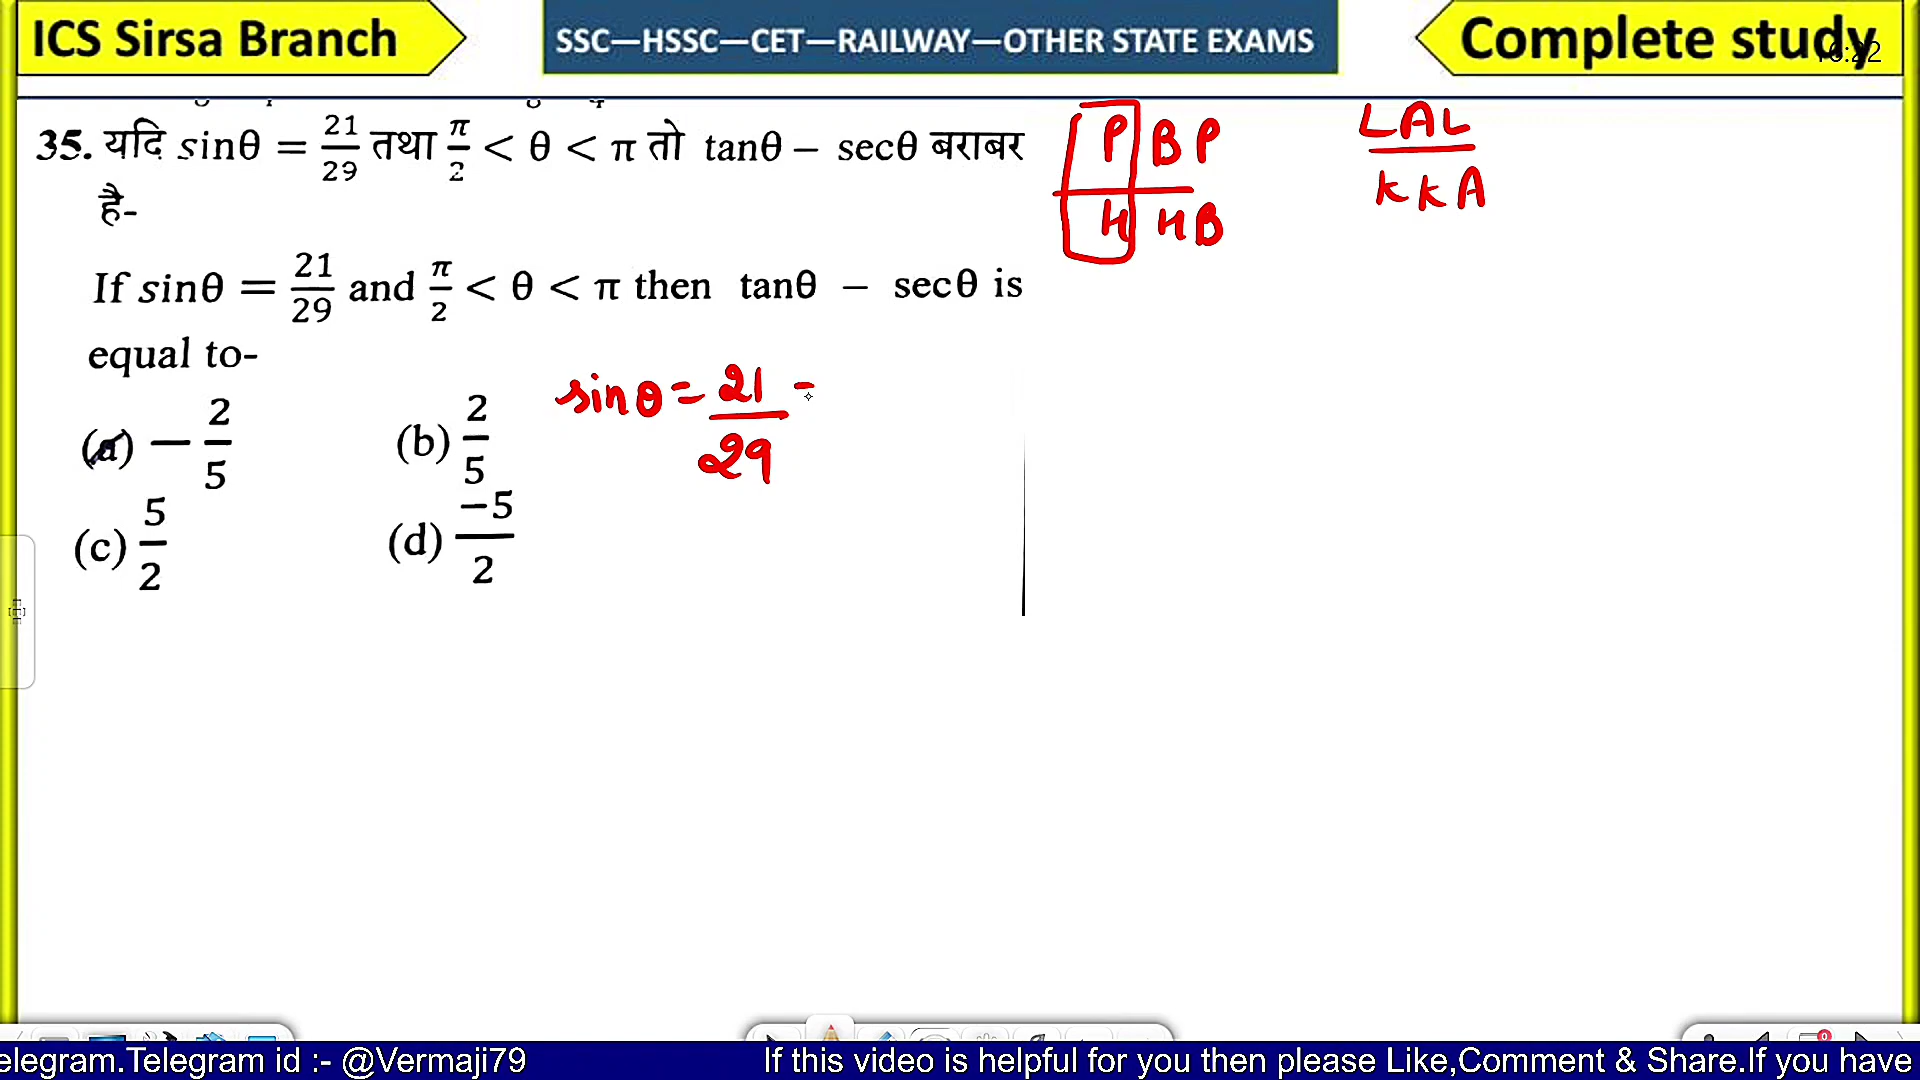 ICS Sirsa Branch
SSC—HSSC—CET—RAILWAY—OTHER STATE EXAMS
Complete study
16:22
35. यदि sinθ = 21/29 तथा π/2 < θ < π तो tanθ – secθ बराबर
है-
If sinθ = 21/29 and π/2 < θ < π then tanθ – secθ is
equal to-
(a) – 2/5
(b) 2/5
(c) 5/2
(d) -5/2
sinθ = 21/29 =
P B P
H H B
LAL
KKA
elegram.Telegram id :- @Vermaji79
If this video is helpful for you then please Like,Comment & Share.If you have